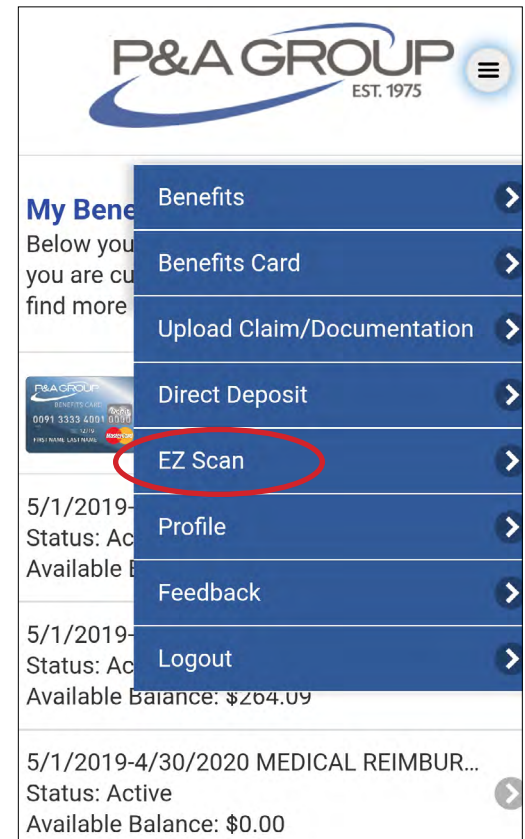 P&A GROUP
EST. 1975
My Bene
Below you
you are cu
find more
Benefits
Benefits Card
Upload Claim/Documentation
Direct Deposit
EZ Scan
Profile
Feedback
Logout
P&A GROUP
BENEFITS CARD
0091 3333 4001 0000
12/19
FIRST NAME LAST NAME
5/1/2019-
Status: Ac
Available B
5/1/2019-
Status: Ac
Available Balance: $264.09
5/1/2019-4/30/2020 MEDICAL REIMBUR...
Status: Active
Available Balance: $0.00